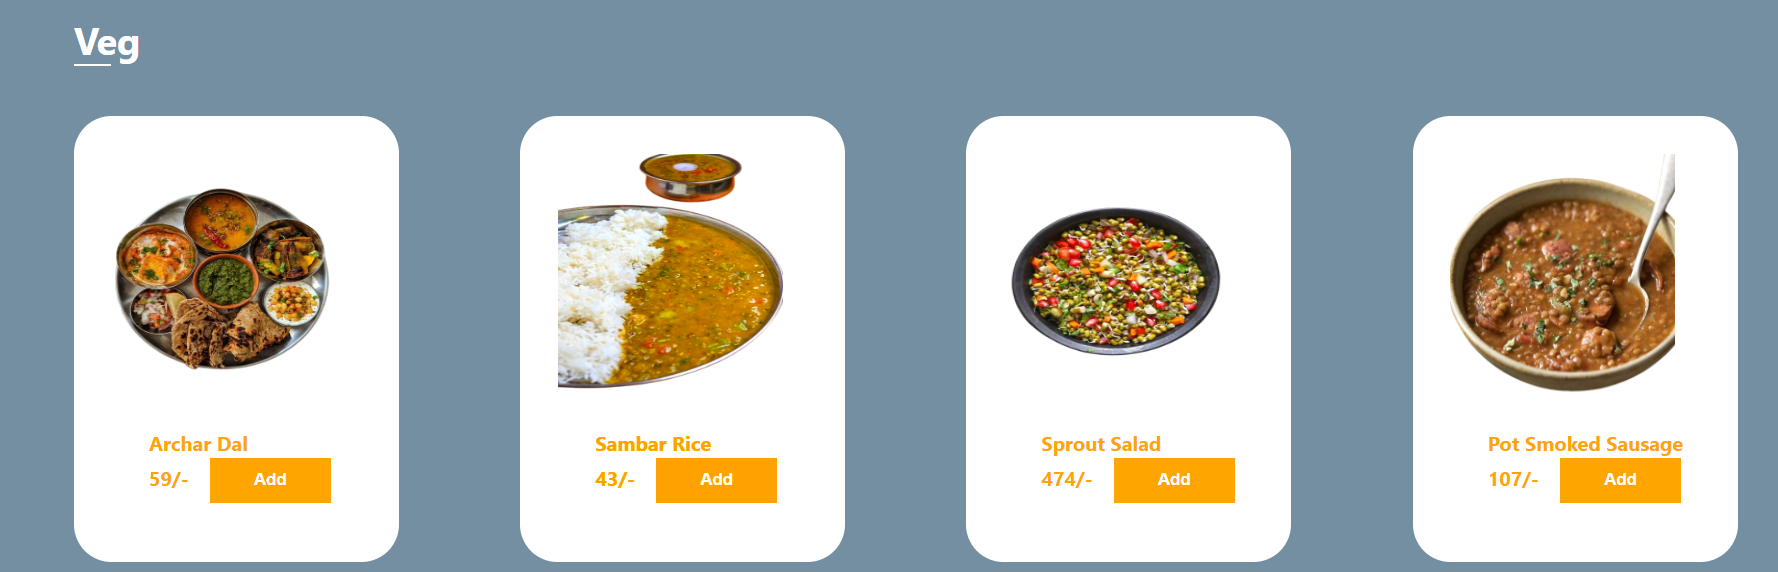 Veg
Archar Dal
59/- Add
Sambar Rice
43/- Add
Sprout Salad
474/- Add
Pot Smoked Sausage
107/- Add